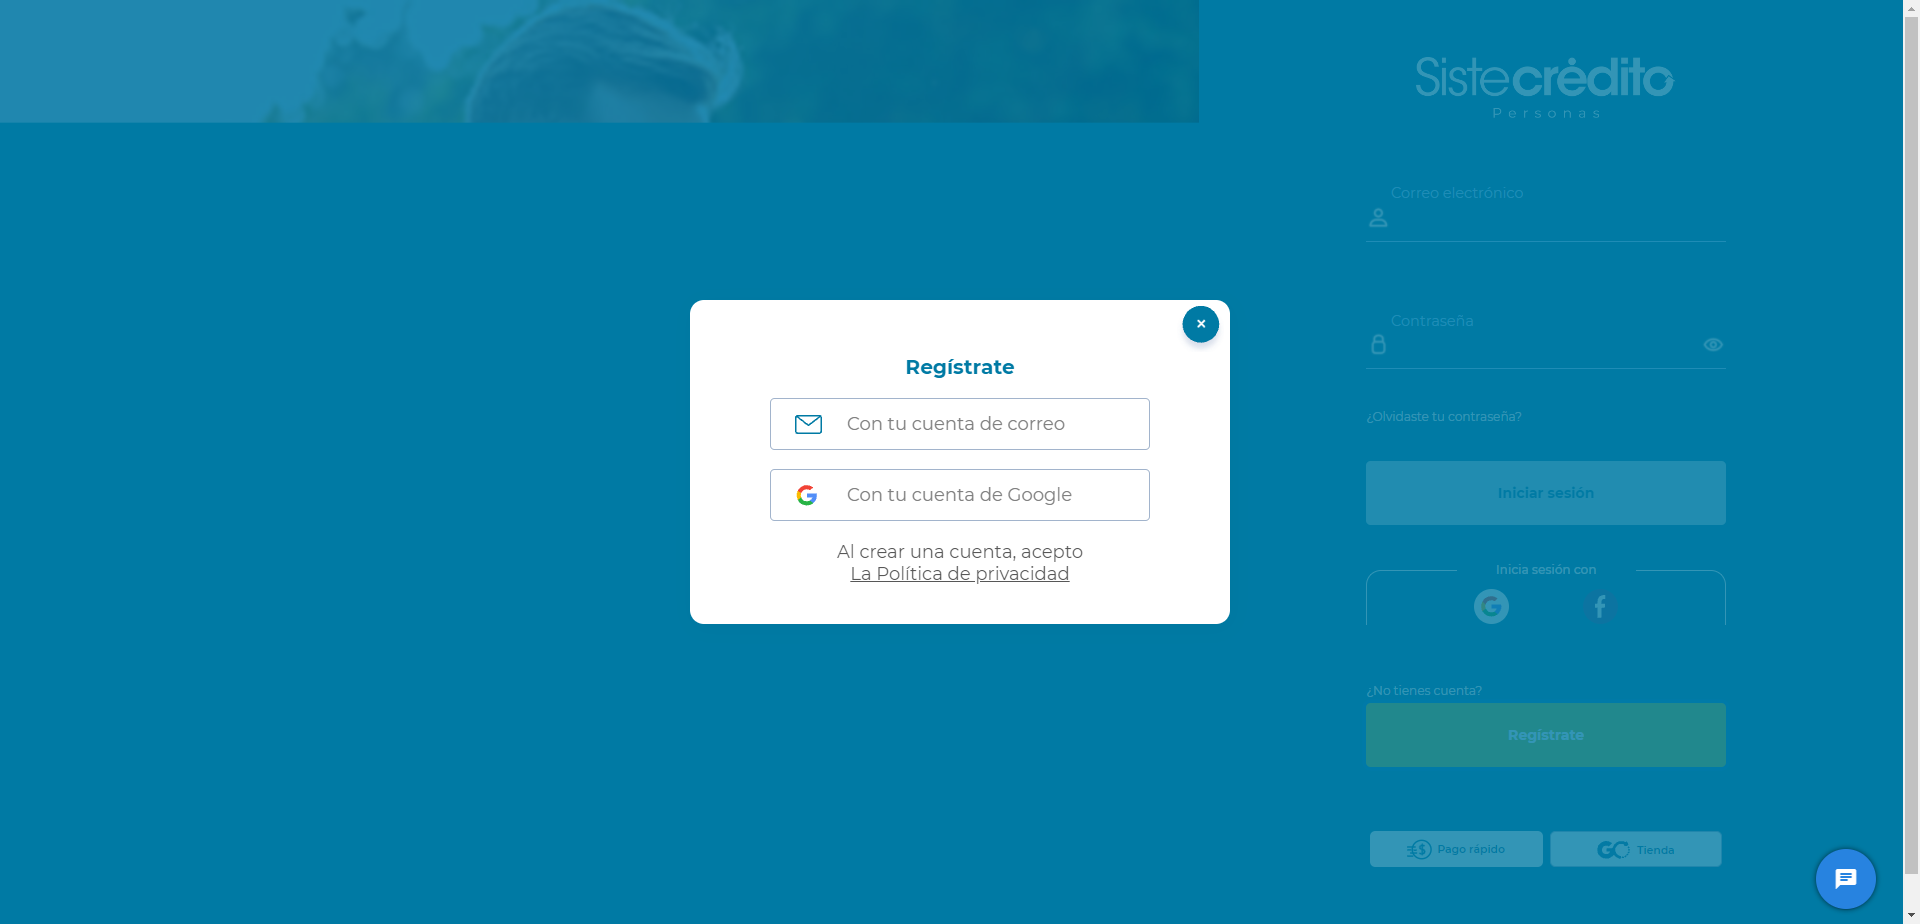 Sistecrédito
Personas
Correo electrónico
Contraseña
¿Olvidaste tu contraseña?
Iniciar sesión
Inicia sesión con
¿No tienes cuenta?
Regístrate
Pago rápido
GO Tienda
×
Regístrate
Con tu cuenta de correo
Con tu cuenta de Google
Al crear una cuenta, acepto
La Política de privacidad